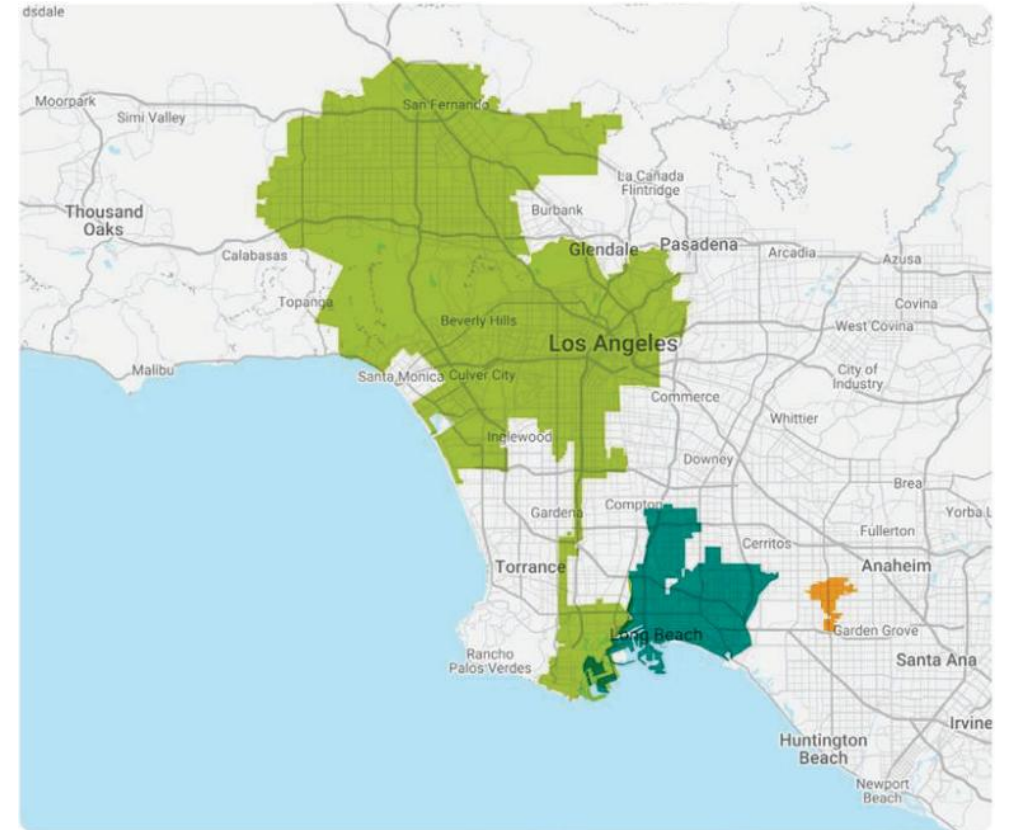 dsdale
Moorpark
Simi Valley
San Fernando
La Cañada
Flintridge
Thousand
Oaks
Burbank
Calabasas
Glendale
Pasadena
Arcadia
Azusa
Topanga
Beverly Hills
Covina
Los Angeles
West Covina
Malibu
Santa Monica
Culver City
City of
Industry
Commerce
Whittier
Inglewood
Downey
Brea
Gardena
Compton
Yorba L
Cerritos
Fullerton
Torrance
Anaheim
Long Beach
Garden Grove
Rancho
Palos Verdes
Santa Ana
Irvine
Huntington
Beach
Newport
Beach